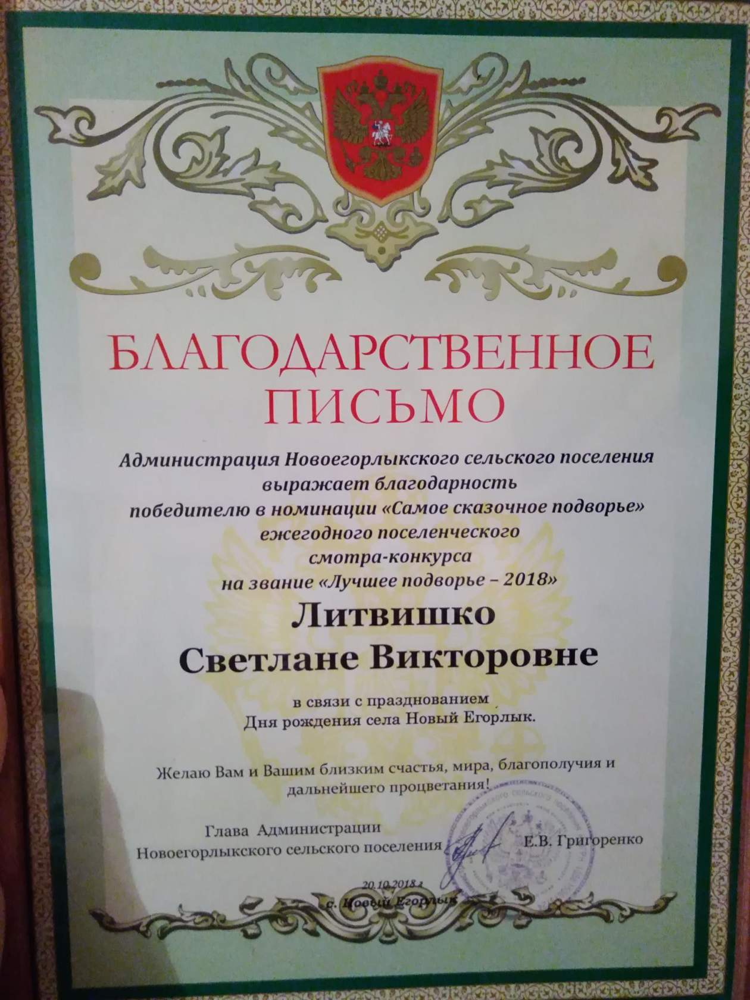 БЛАГОДАРСТВЕННОЕ
ПИСЬМО
Администрация Новоегорлыкского сельского поселения
выражает благодарность
победителю в номинации «Самое сказочное подворье»
ежегодного поселенческого
смотра-конкурса
на звание «Лучшее подворье – 2018»
Литвишко
Светлане Викторовне
в связи с празднованием
Дня рождения села Новый Егорлык.
Желаю Вам и Вашим близким счастья, мира, благополучия и
дальнейшего процветания!
Глава Администрации
Новоегорлыкского сельского поселения
Е.В. Григоренко
20.10.2018 г
с. Новый Егорлык